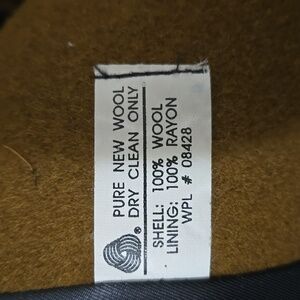 PURE NEW WOOL
DRY CLEAN ONLY
®
SHELL: 100% WOOL
LINING: 100% RAYON
WPL # 08428